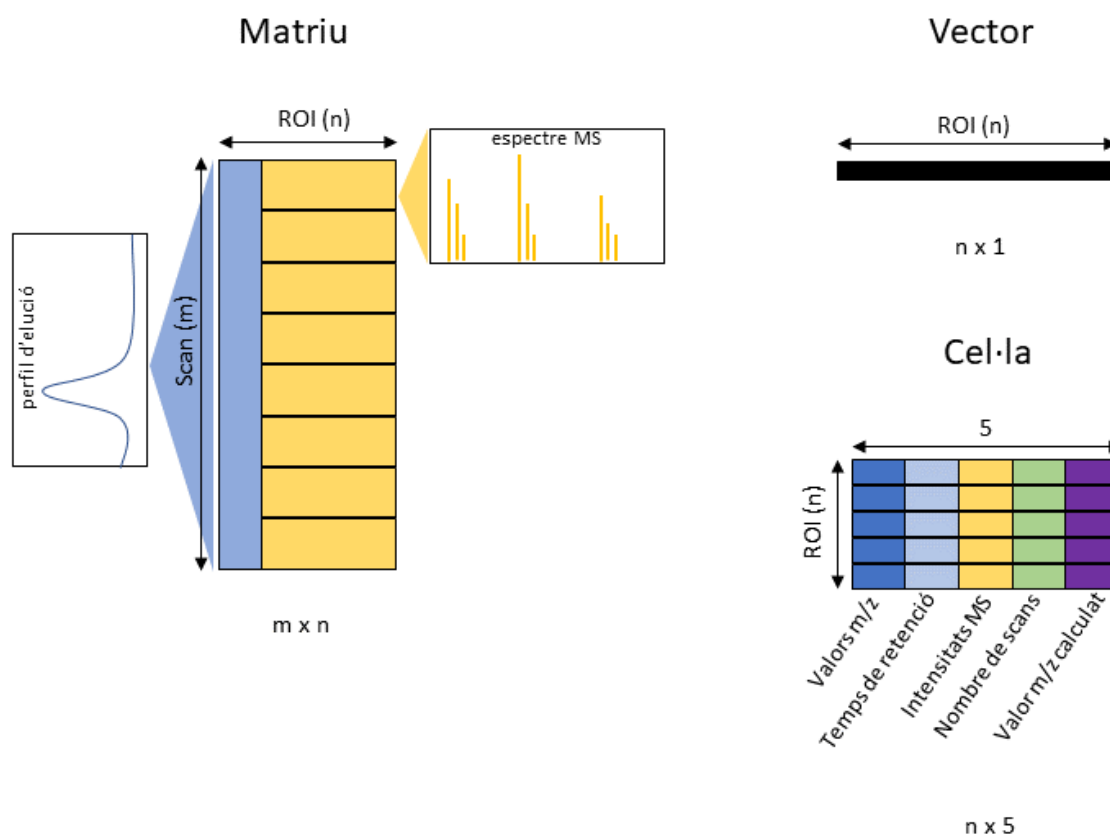 Matriu
ROI (n)
espectre MS
perfil d'elució
Scan (m)
m x n
Vector
ROI (n)
n x 1
Cel·la
5
ROI (n)
Valors m/z
Temps de retenció
Intensitats MS
Nombre de scans
Valor m/z calculat
n x 5